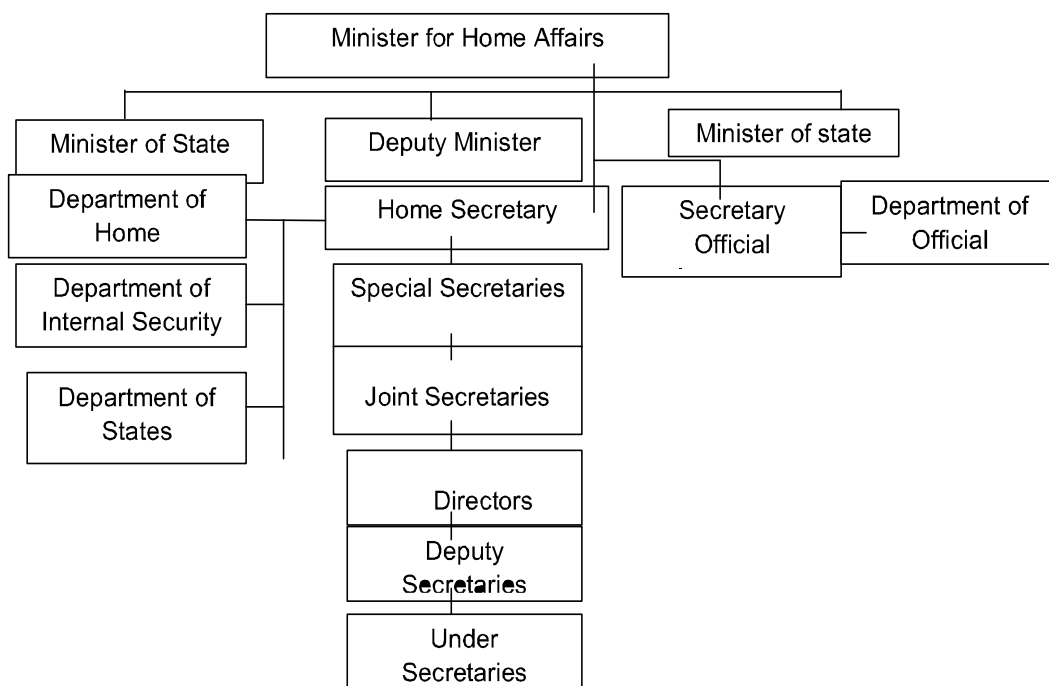 Minister for Home Affairs
Minister of State
Deputy Minister
Minister of state
Department of
Home
Home Secretary
Secretary
Official
Department of
Official
Department of
Internal Security
Special Secretaries
Department of
States
Joint Secretaries
Directors
Deputy
Secretaries
Under
Secretaries